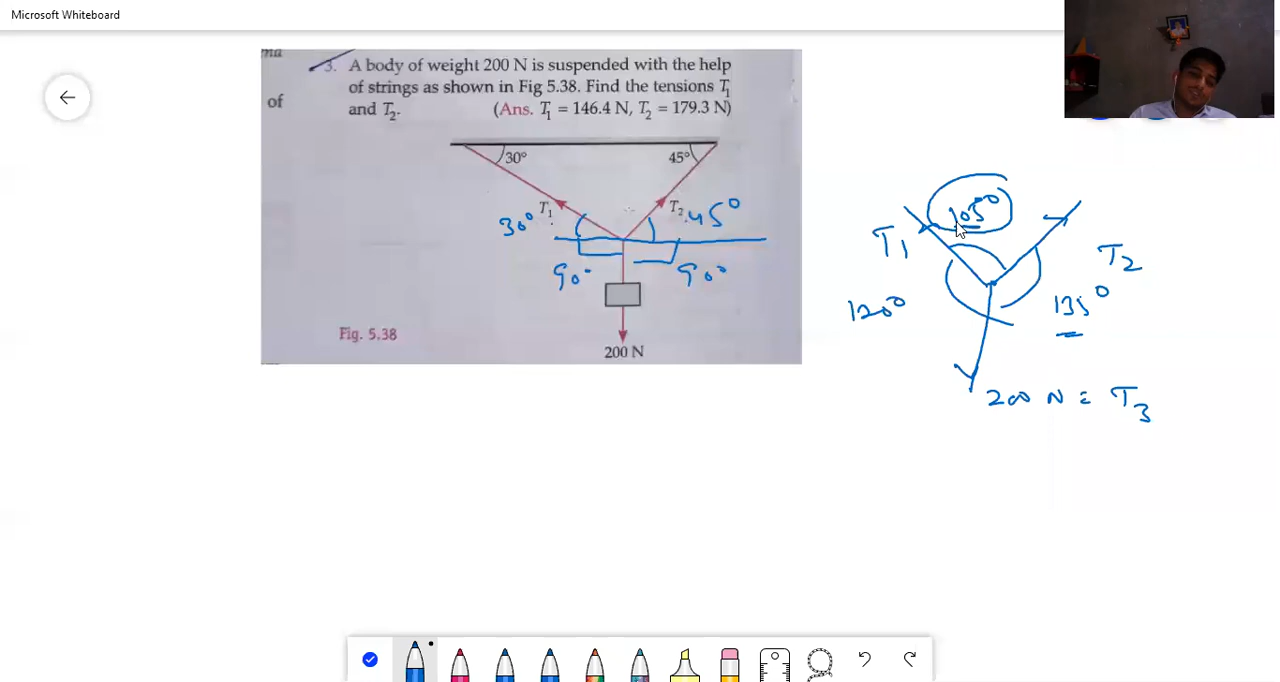 Microsoft Whiteboard
of
3. A body of weight 200 N is suspended with the help
of strings as shown in Fig 5.38. Find the tensions T₁
and T₂. (Ans. T₁ = 146.4 N, T₂ = 179.3 N)
30° 45°
30° T₁ T₂ 45°
90° 90°
Fig. 5.38
200 N
105°
T₁ T₂
120° 135°
200 N = T₃